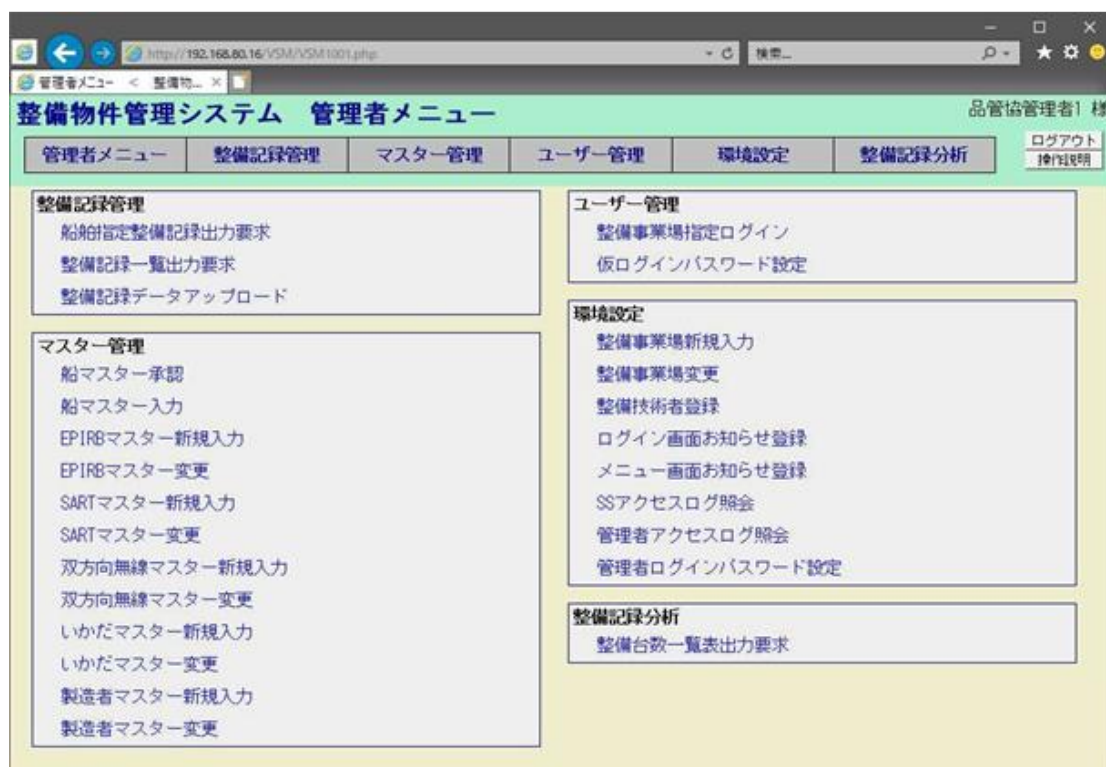 http://192.168.80.16/VSM/VSM1001.php
検索...
管理者メニュー < 整備物...
整備物件管理システム 管理者メニュー
品管協管理者1 様
管理者メニュー 整備記録管理 マスター管理 ユーザー管理 環境設定 整備記録分析
ログアウト
操作説明
整備記録管理
船舶指定整備記録出力要求
整備記録一覧出力要求
整備記録データアップロード
マスター管理
船マスター承認
船マスター入力
EPIRBマスター新規入力
EPIRBマスター変更
SARTマスター新規入力
SARTマスター変更
双方向無線マスター新規入力
双方向無線マスター変更
いかだマスター新規入力
いかだマスター変更
製造者マスター新規入力
製造者マスター変更
ユーザー管理
整備事業場指定ログイン
仮ログインパスワード設定
環境設定
整備事業場新規入力
整備事業場変更
整備技術者登録
ログイン画面お知らせ登録
メニュー画面お知らせ登録
SSアクセスログ照会
管理者アクセスログ照会
管理者ログインパスワード設定
整備記録分析
整備台数一覧表出力要求